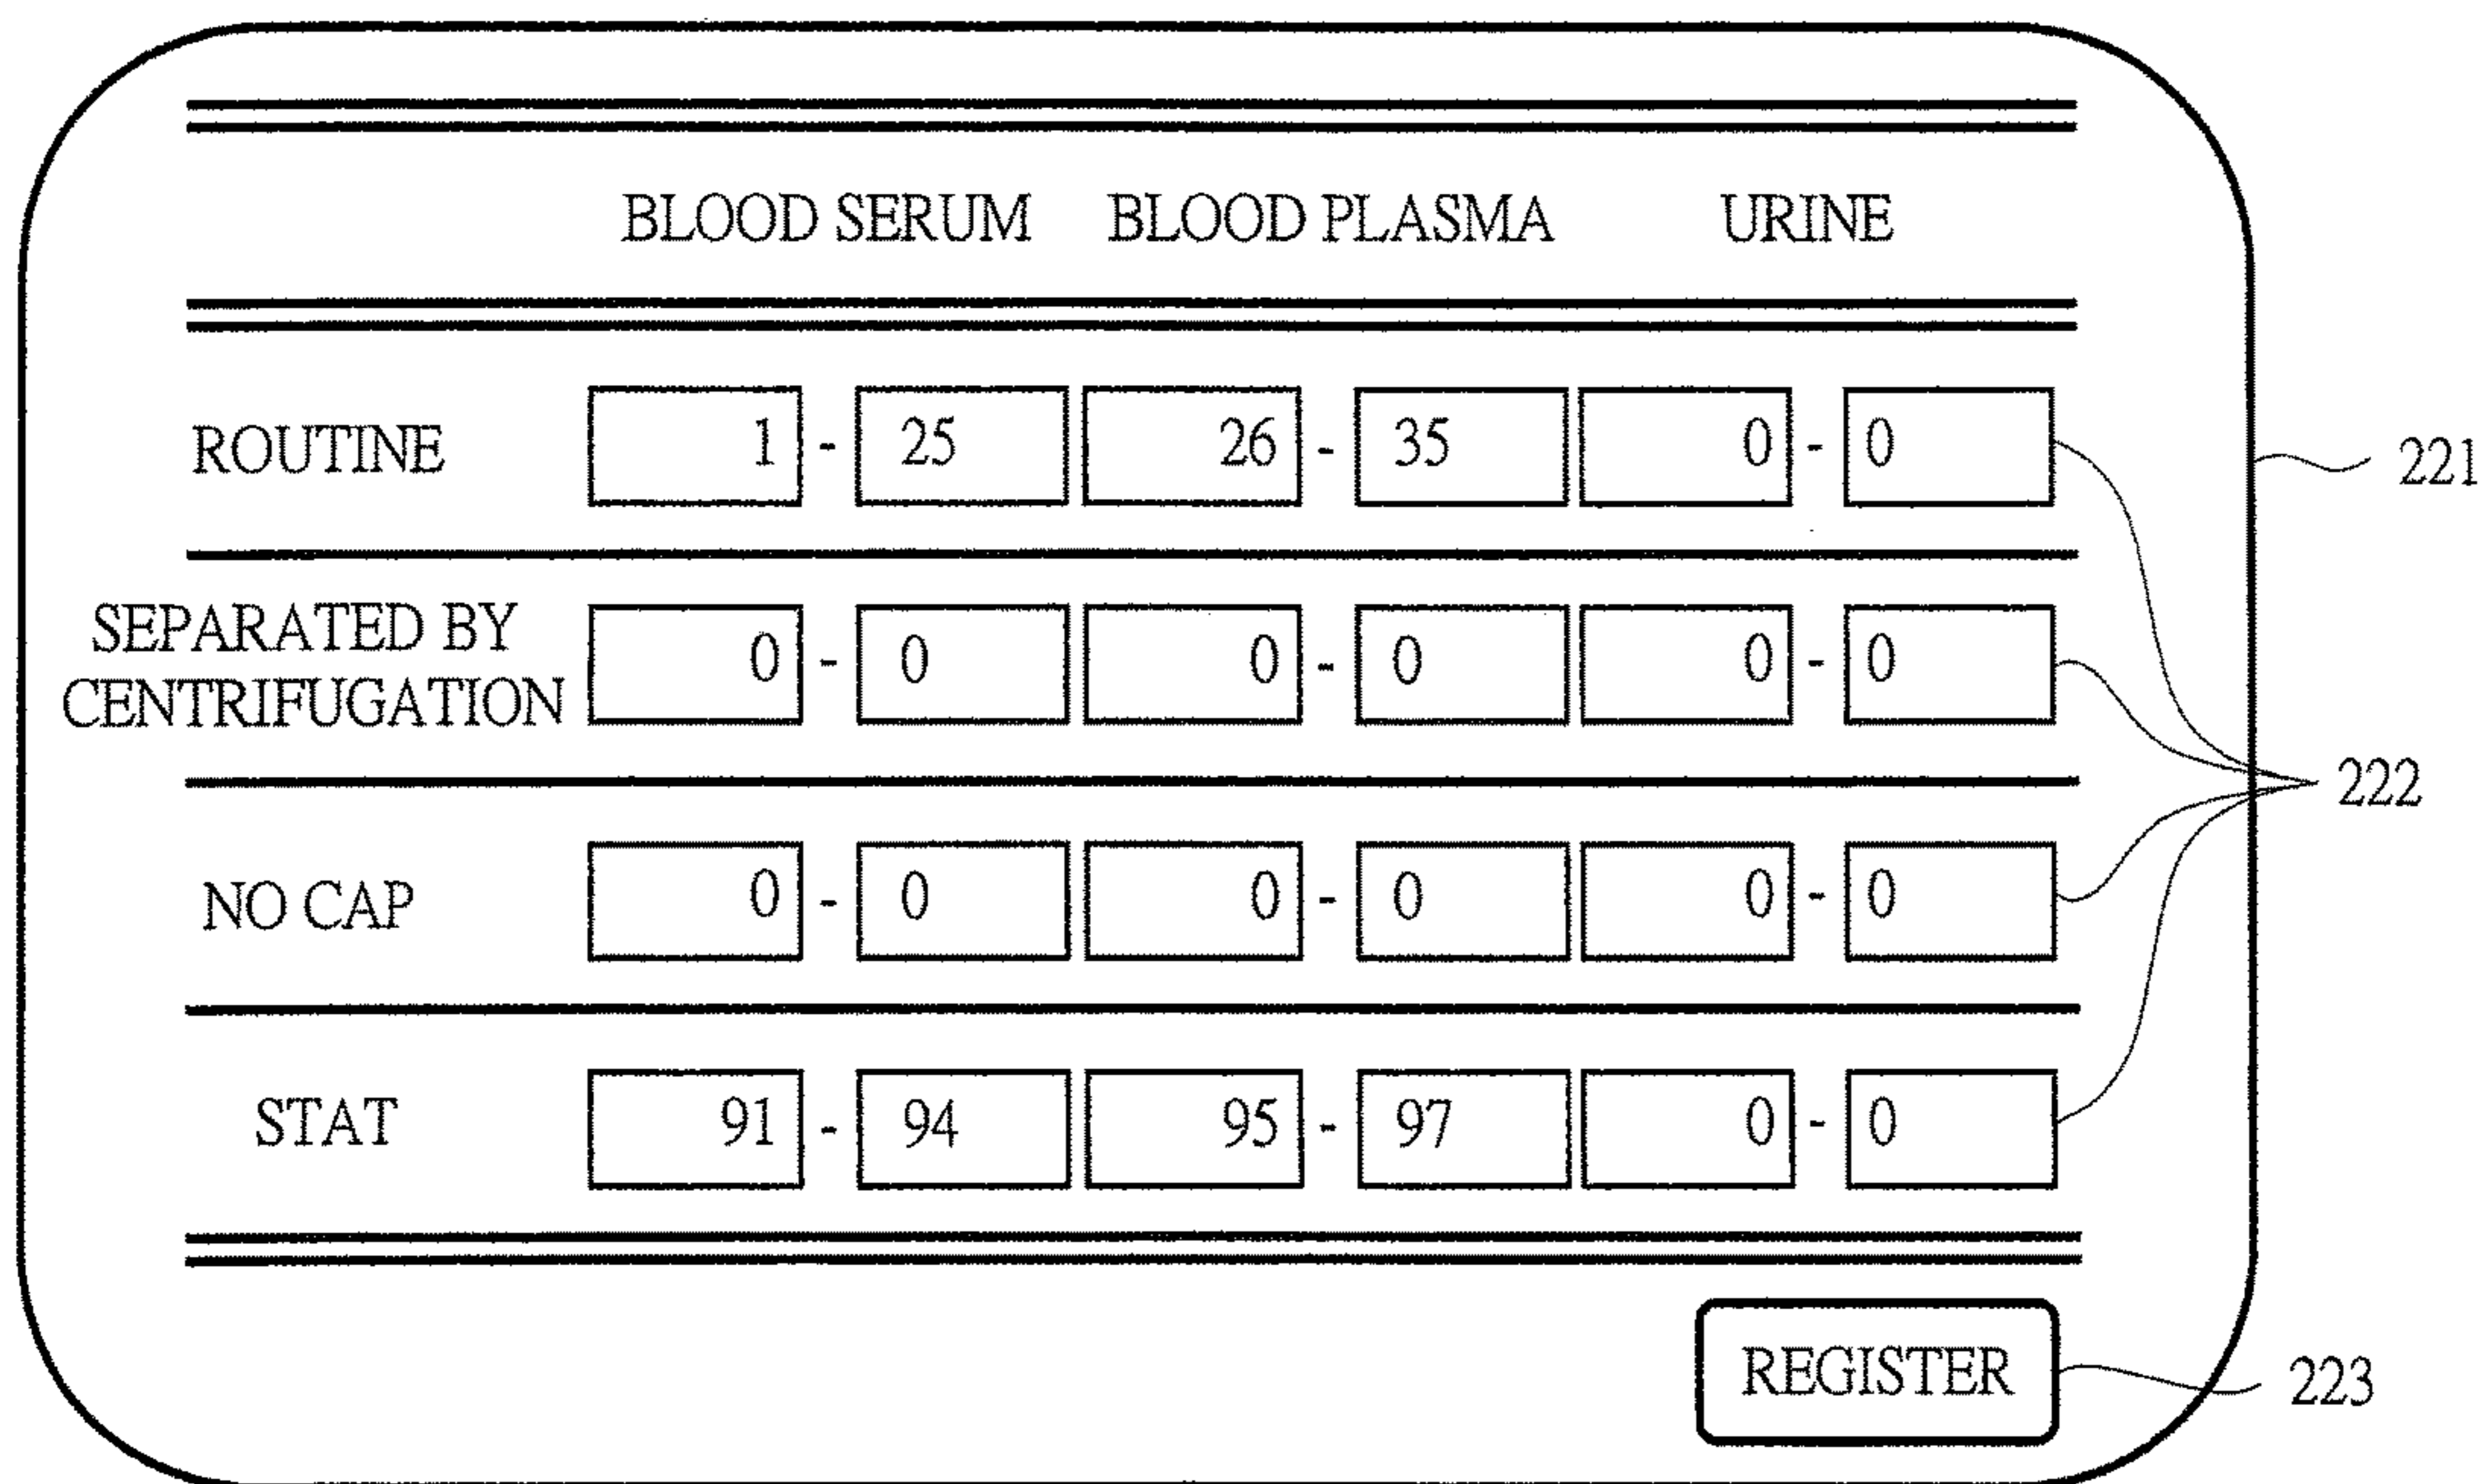 BLOOD SERUM BLOOD PLASMA URINE
ROUTINE 1 - 25 26 - 35 0 - 0
221
SEPARATED BY
CENTRIFUGATION 0 - 0 0 - 0 0 - 0
222
NO CAP 0 - 0 0 - 0 0 - 0
STAT 91 - 94 95 - 97 0 - 0
REGISTER 223